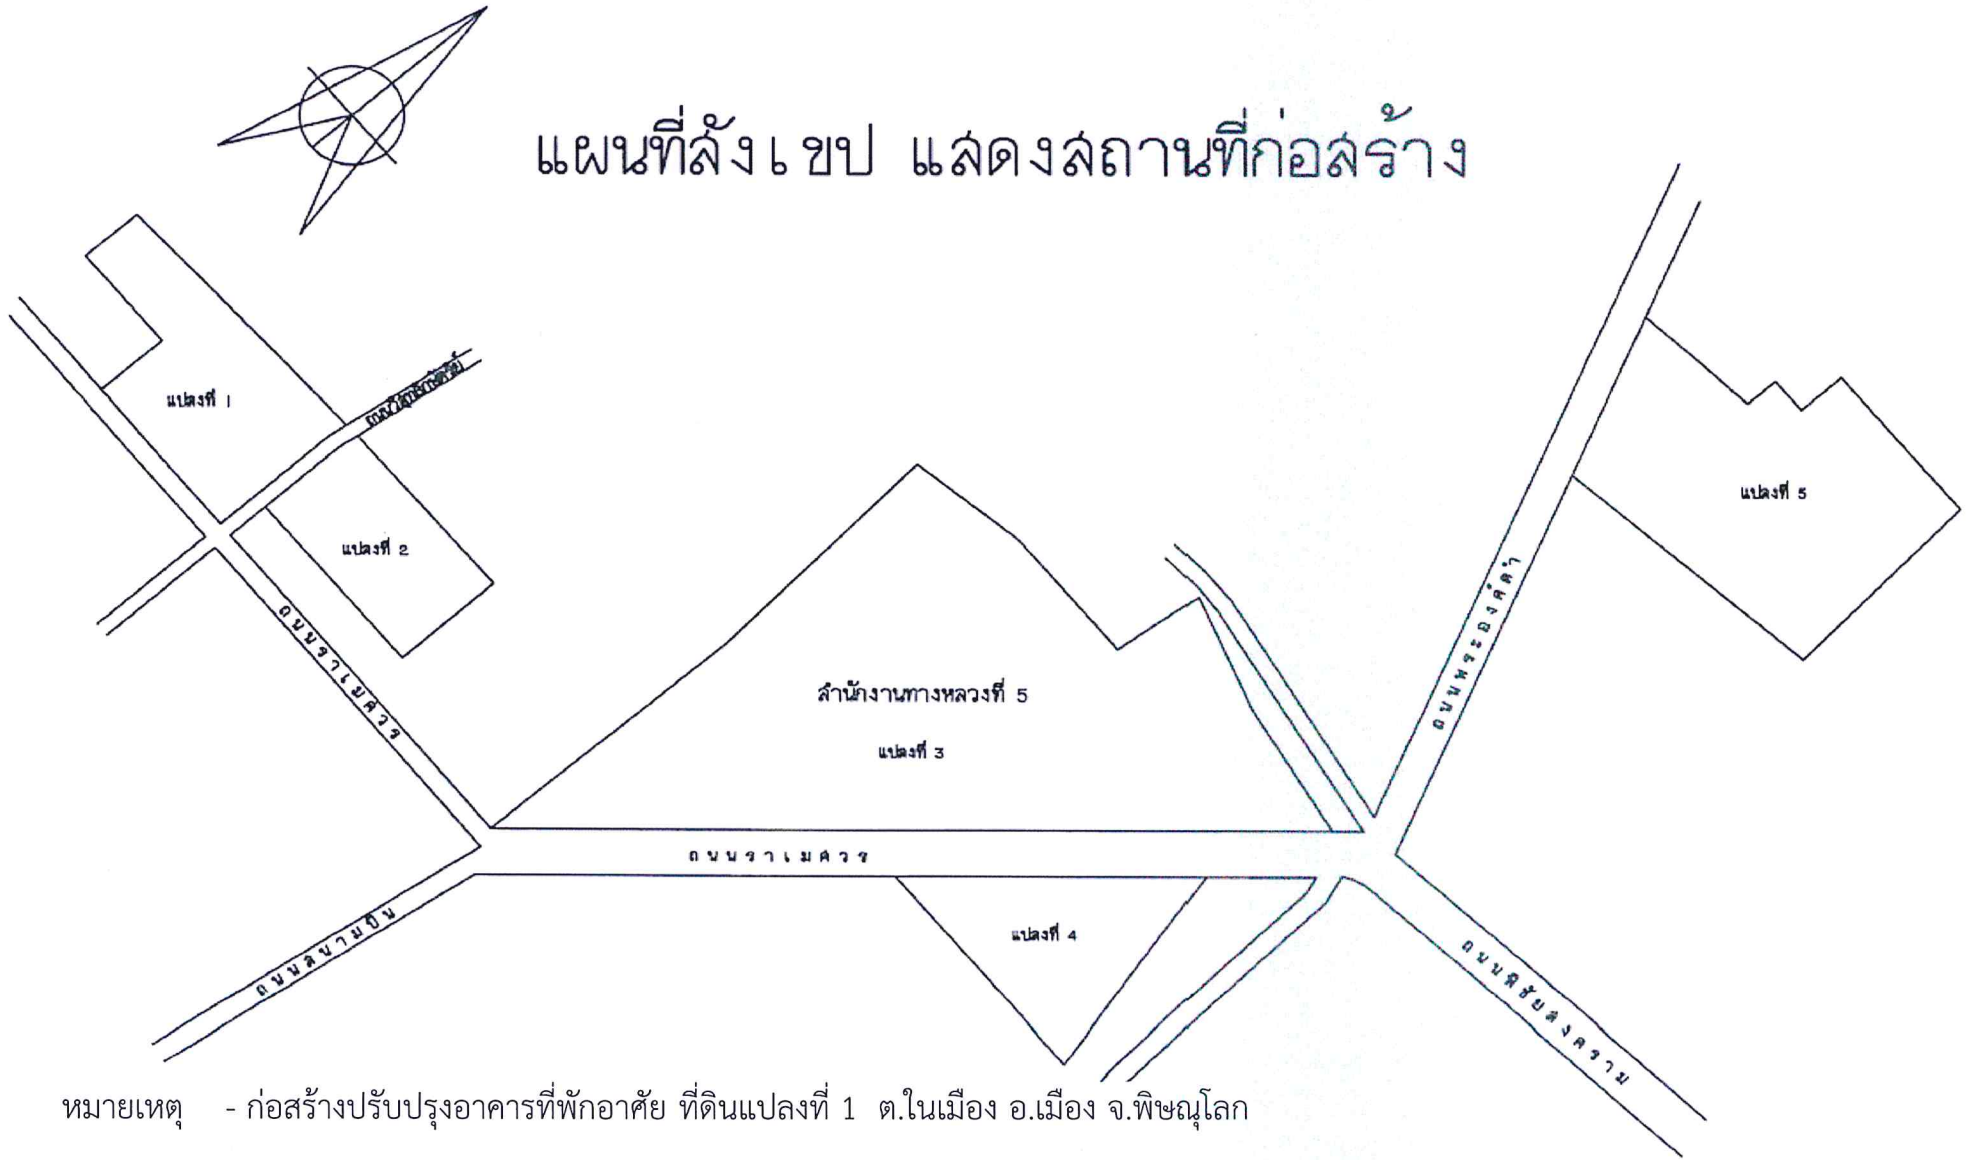 แผนที่สังเขป แสดงสถานที่ก่อสร้าง
แปลงที่ 1
แปลงที่ 2
แปลงที่ 5
ถนนราเมศวร
ถนนพระองค์ดำ
สำนักงานทางหลวงที่ 5
แปลงที่ 3
ถนนราเมศวร
แปลงที่ 4
ถนนสนามบิน
ถนนพิชัยสงคราม
หมายเหตุ - ก่อสร้างปรับปรุงอาคารที่พักอาศัย ที่ดินแปลงที่ 1 ต.ในเมือง อ.เมือง จ.พิษณุโลก